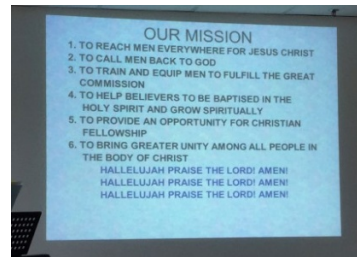 OUR MISSION
1. TO REACH MEN EVERYWHERE FOR JESUS CHRIST
2. TO CALL MEN BACK TO GOD
3. TO TRAIN AND EQUIP MEN TO FULFILL THE GREAT
COMMISSION
4. TO HELP BELIEVERS TO BE BAPTISED IN THE
HOLY SPIRIT AND GROW SPIRITUALLY
5. TO PROVIDE AN OPPORTUNITY FOR CHRISTIAN
FELLOWSHIP
6. TO BRING GREATER UNITY AMONG ALL PEOPLE IN
THE BODY OF CHRIST
HALLELUJAH PRAISE THE LORD! AMEN!
HALLELUJAH PRAISE THE LORD! AMEN!
HALLELUJAH PRAISE THE LORD! AMEN!